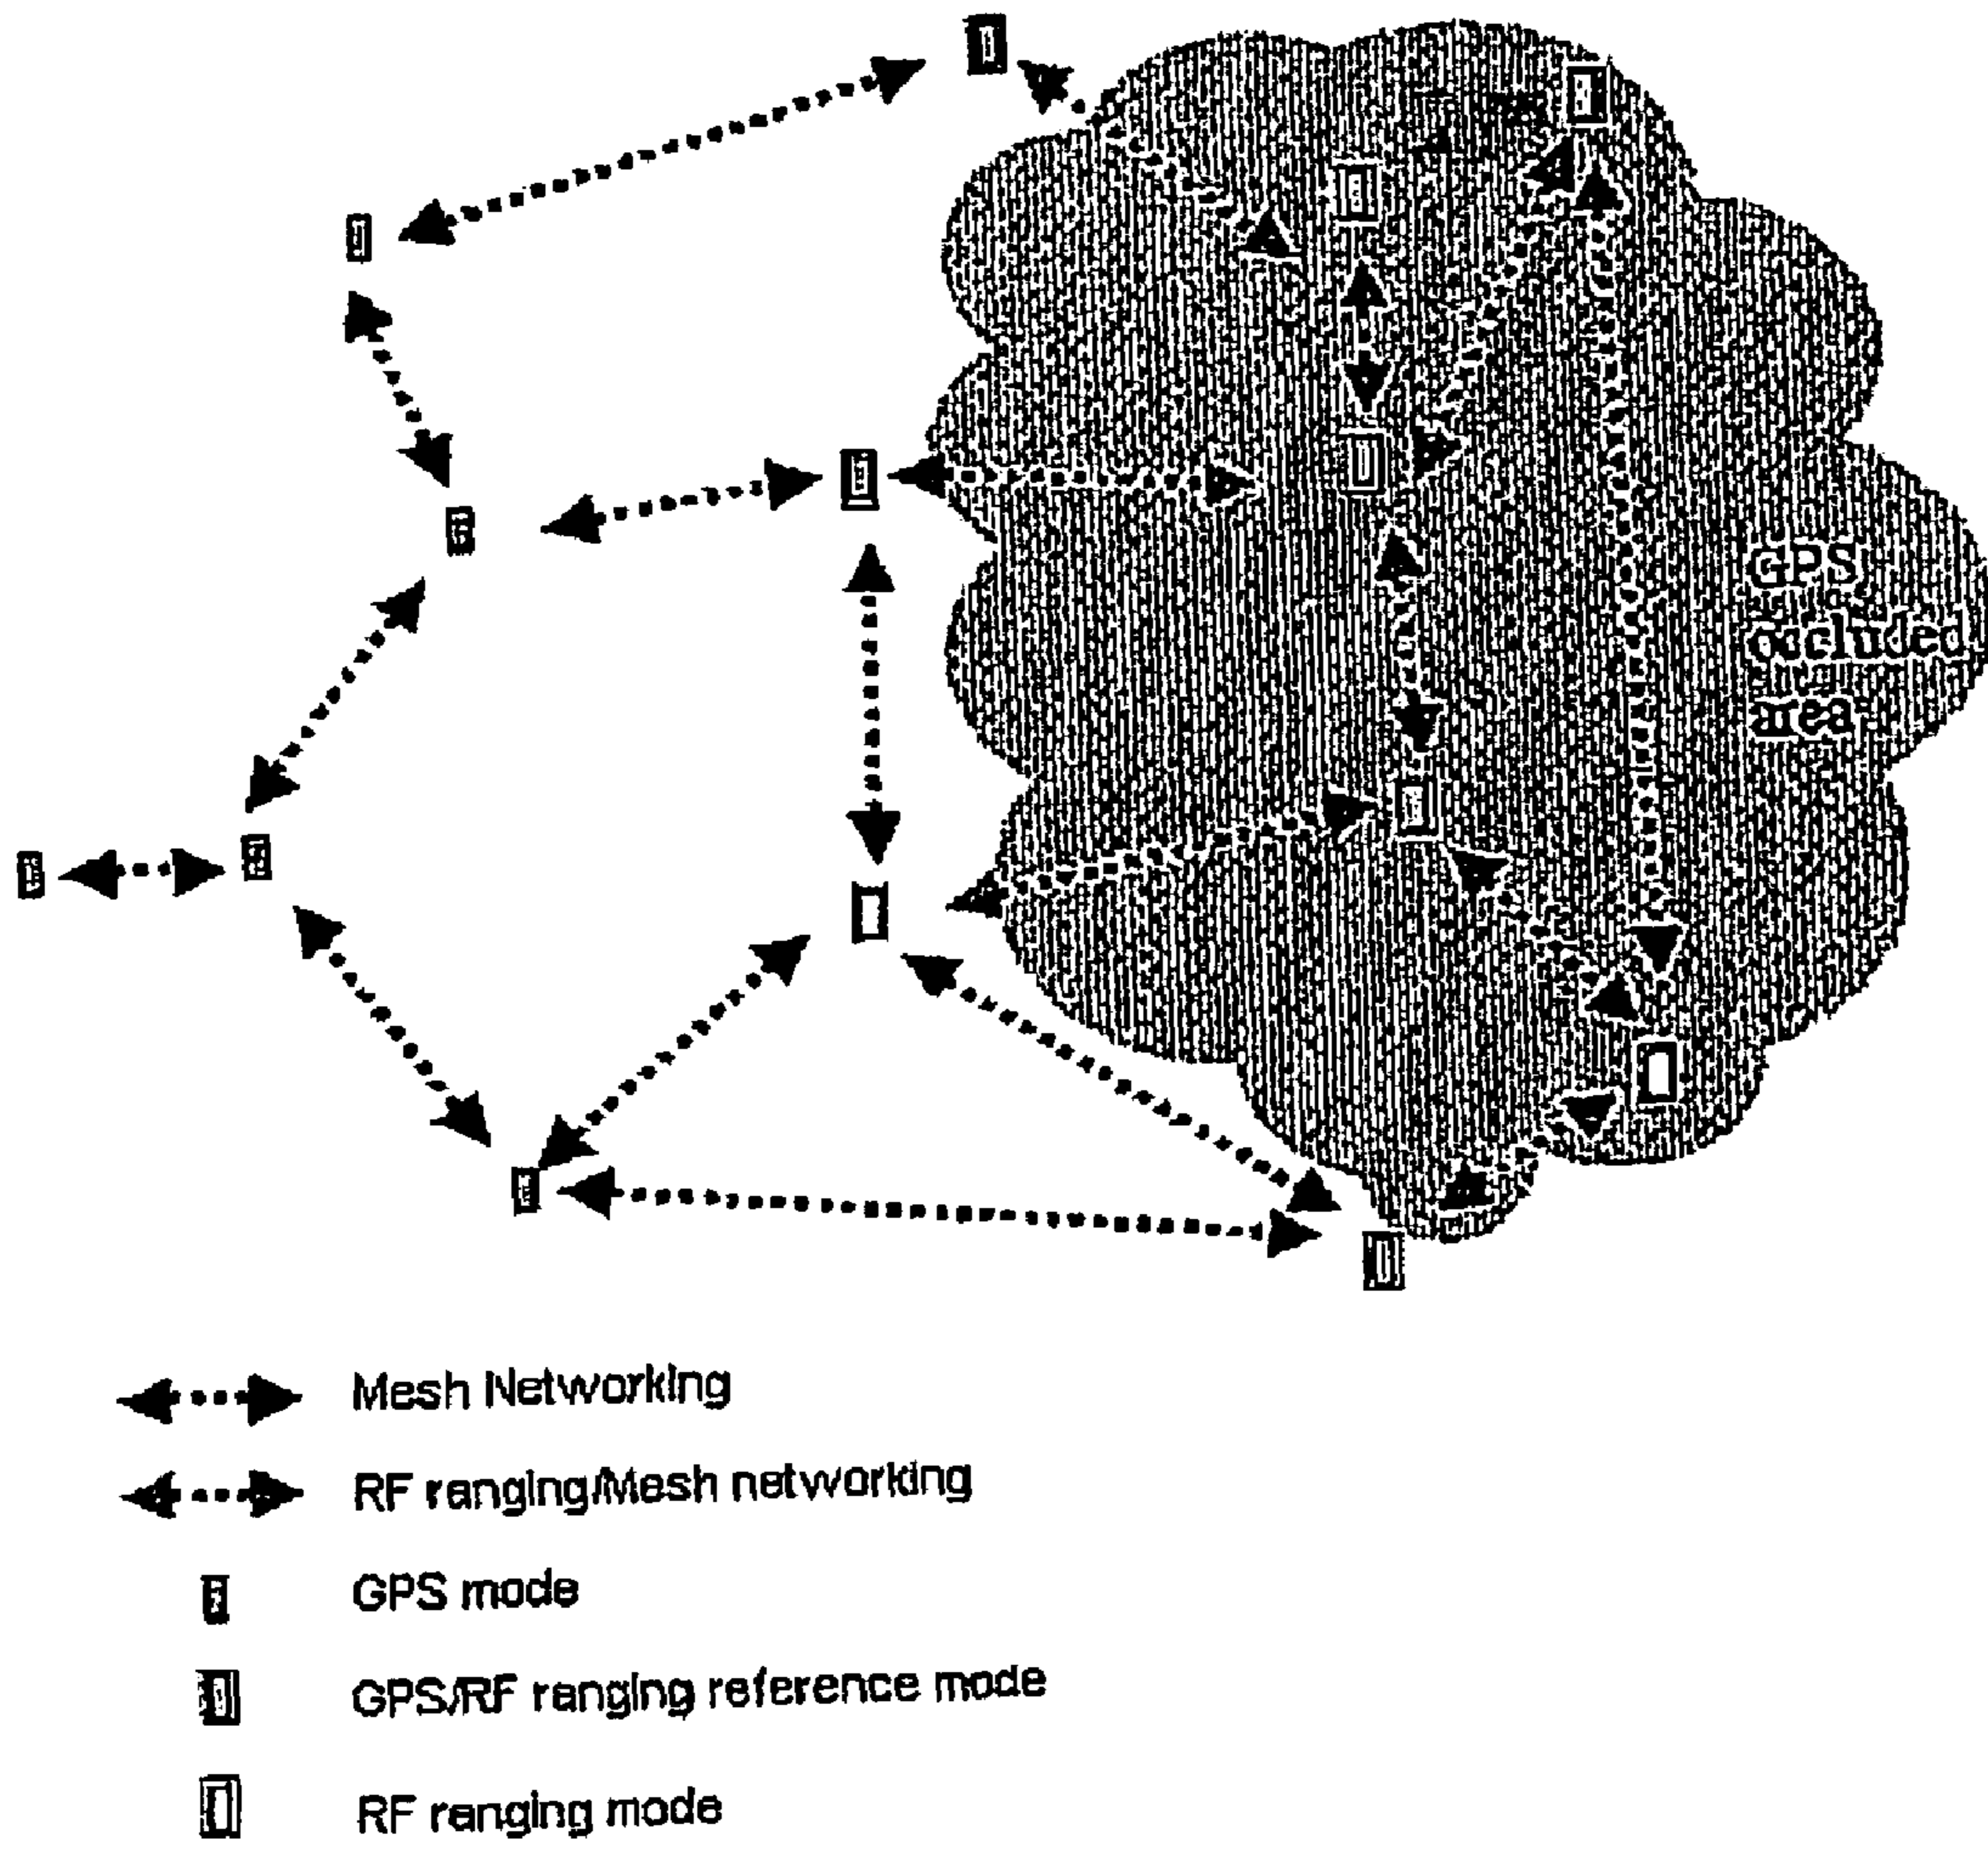 GPS
occluded
area
Mesh Networking
RF ranging/Mesh networking
GPS mode
GPS/RF ranging reference mode
RF ranging mode